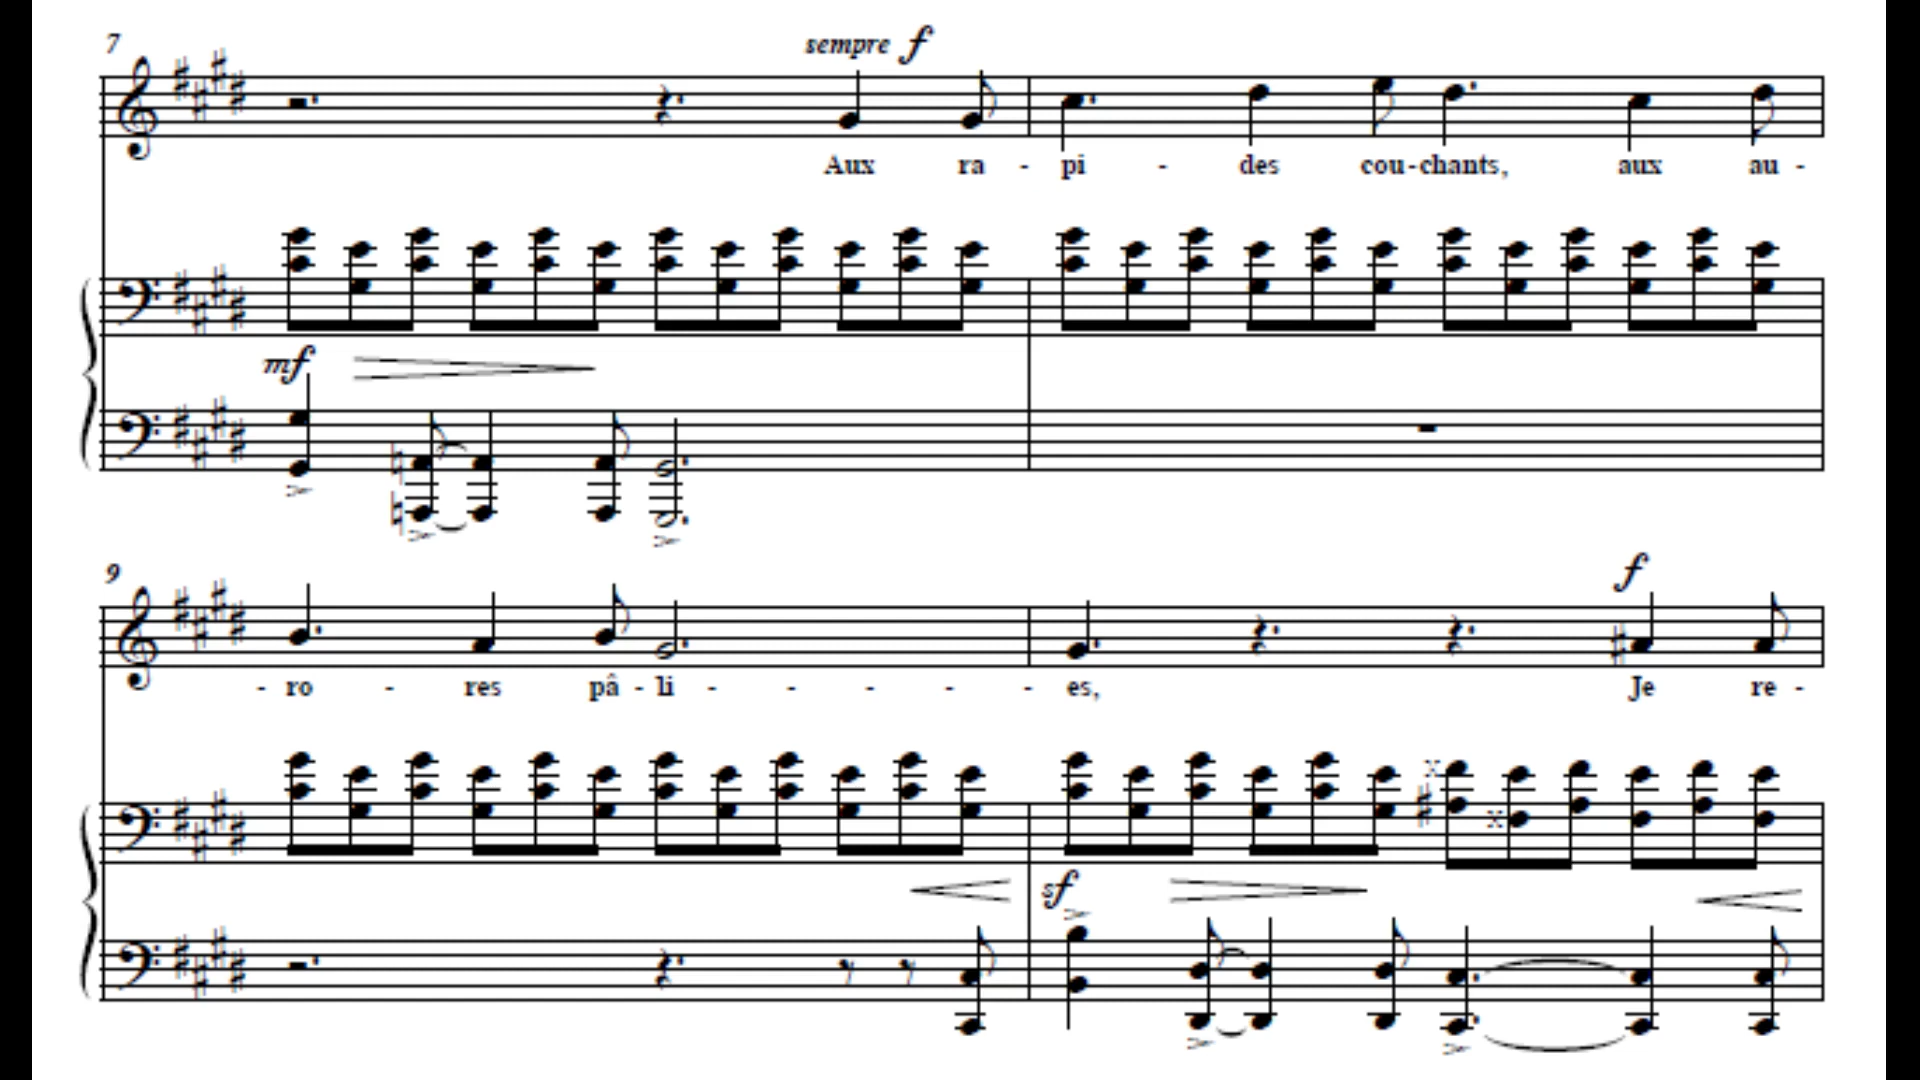 7
sempre f
Aux ra - pi - des cou-chants, aux au -
mf
9
f
- ro - res pâ - li - - - - - es, Je re -
sf